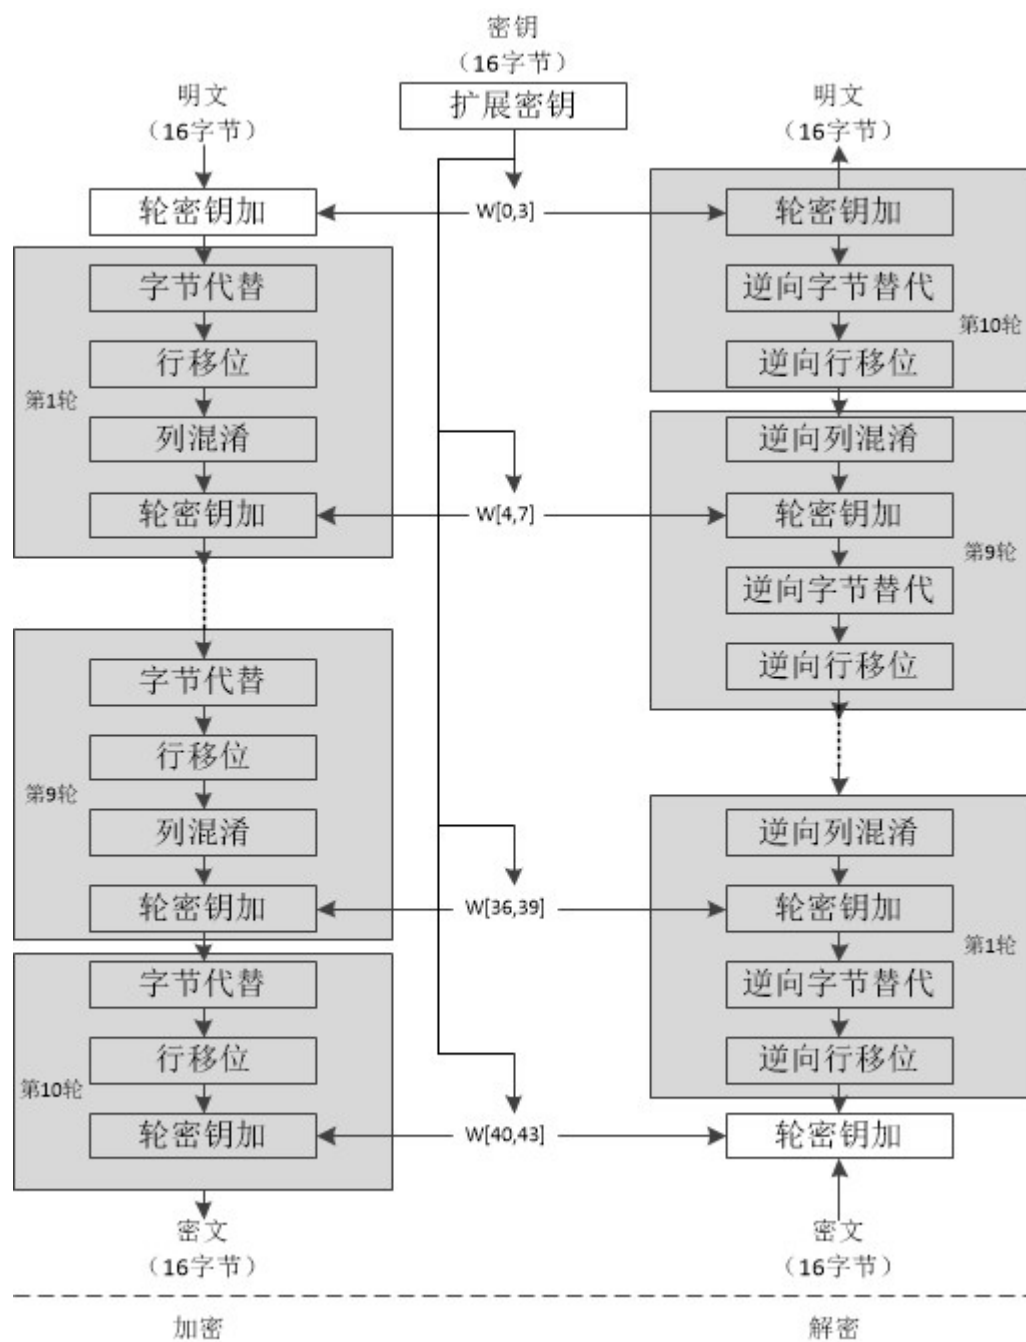 密钥
（16字节）
扩展密钥
明文
（16字节）
轮密钥加
字节代替
行移位
列混淆
轮密钥加
第1轮
字节代替
行移位
列混淆
轮密钥加
第9轮
字节代替
行移位
轮密钥加
第10轮
密文
（16字节）
加密
W[0,3]
W[4,7]
W[36,39]
W[40,43]
明文
（16字节）
轮密钥加
逆向字节替代
逆向行移位
第10轮
逆向列混淆
轮密钥加
逆向字节替代
逆向行移位
第9轮
逆向列混淆
轮密钥加
逆向字节替代
逆向行移位
第1轮
轮密钥加
密文
（16字节）
解密